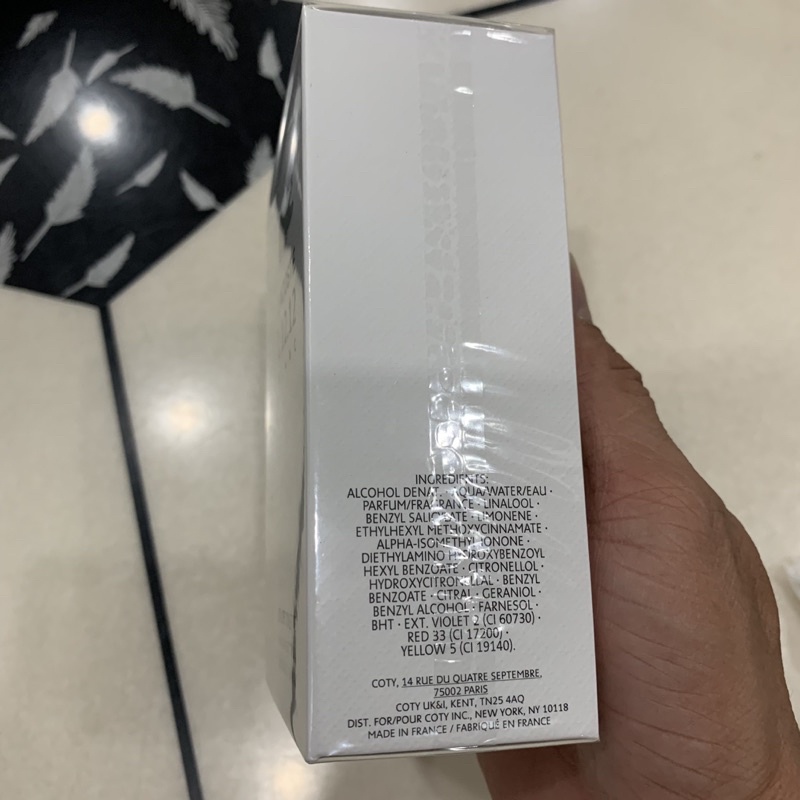 INGREDIENTS:
ALCOHOL DENAT. · AQUA/WATER/EAU ·
PARFUM/FRAGRANCE · LINALOOL ·
BENZYL SALICYLATE · LIMONENE ·
ETHYLHEXYL METHOXYCINNAMATE ·
ALPHA-ISOMETHYL IONONE ·
DIETHYLAMINO HYDROXYBENZOYL
HEXYL BENZOATE · CITRONELLOL ·
HYDROXYCITRONELLAL · BENZYL
BENZOATE · CITRAL · GERANIOL ·
BENZYL ALCOHOL · FARNESOL ·
BHT · EXT. VIOLET 2 (CI 60730) ·
RED 33 (CI 17200) ·
YELLOW 5 (CI 19140).
COTY, 14 RUE DU QUATRE SEPTEMBRE,
75002 PARIS
COTY UK&I, KENT, TN25 4AQ
DIST. FOR/POUR COTY INC., NEW YORK, NY 10118
MADE IN FRANCE / FABRIQUÉ EN FRANCE